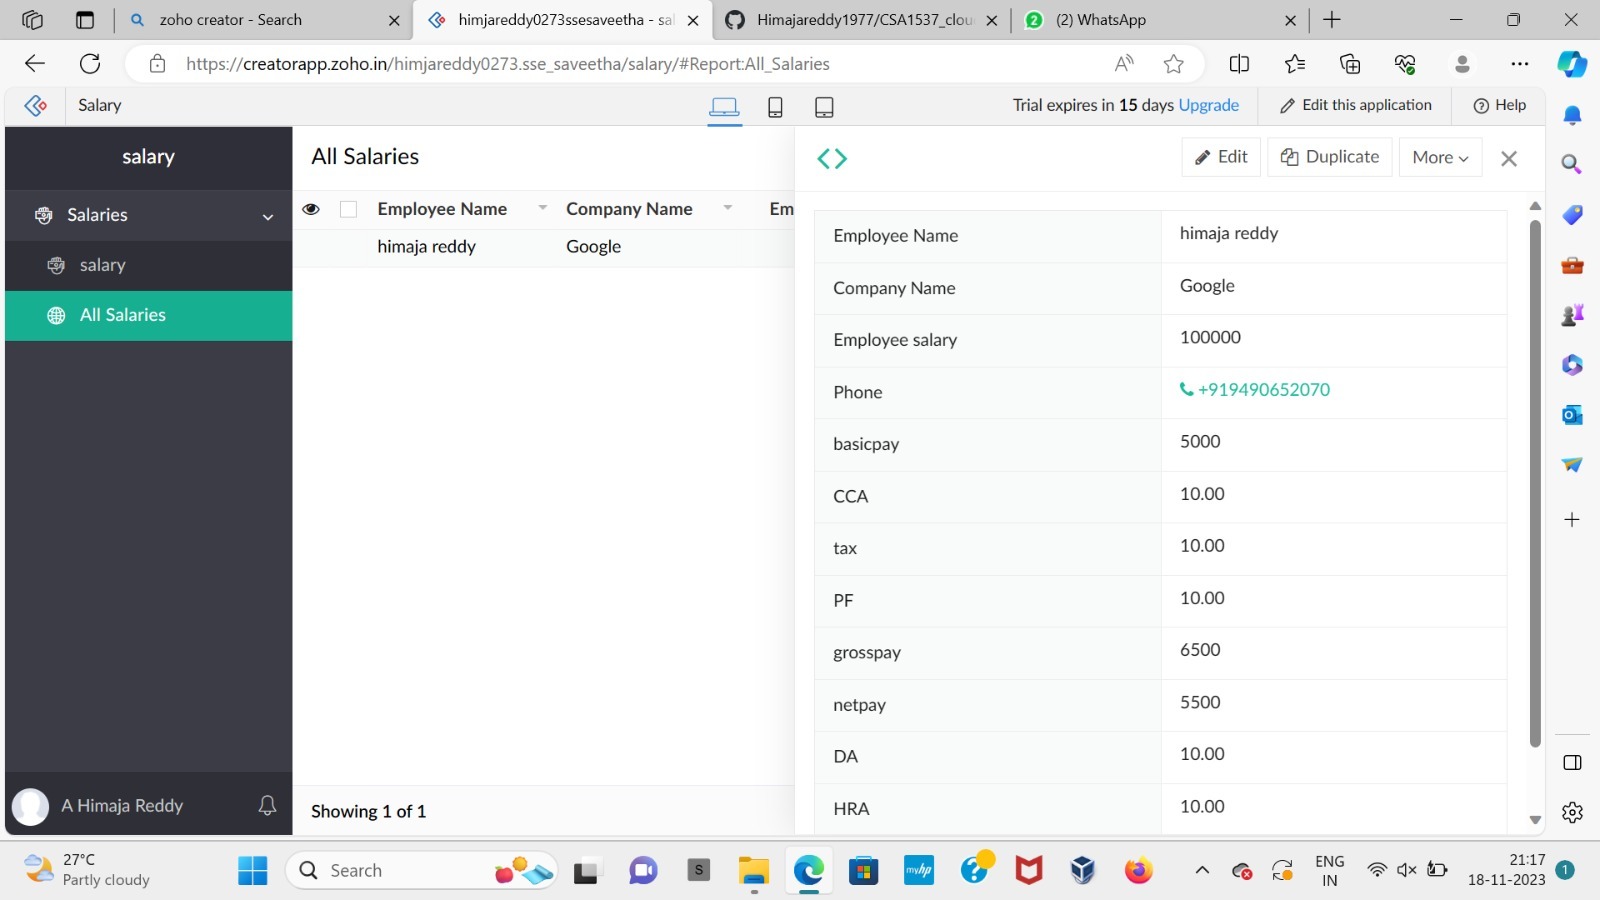 zoho creator - Search
himjareddy0273ssesaveetha - sal
Himajareddy1977/CSA1537_clou
2 (2) WhatsApp
https://creatorapp.zoho.in/himjareddy0273.sse_saveetha/salary/#Report:All_Salaries
Salary
Trial expires in 15 days Upgrade
Edit this application
Help
salary
Salaries
salary
All Salaries
A Himaja Reddy
All Salaries
Employee Name Company Name Em
himaja reddy Google
Showing 1 of 1
Edit Duplicate More
Employee Name himaja reddy
Company Name Google
Employee salary 100000
Phone +919490652070
basicpay 5000
CCA 10.00
tax 10.00
PF 10.00
grosspay 6500
netpay 5500
DA 10.00
HRA 10.00
27°C
Partly cloudy
Search
S
myhp
ENG
IN
21:17
18-11-2023
1